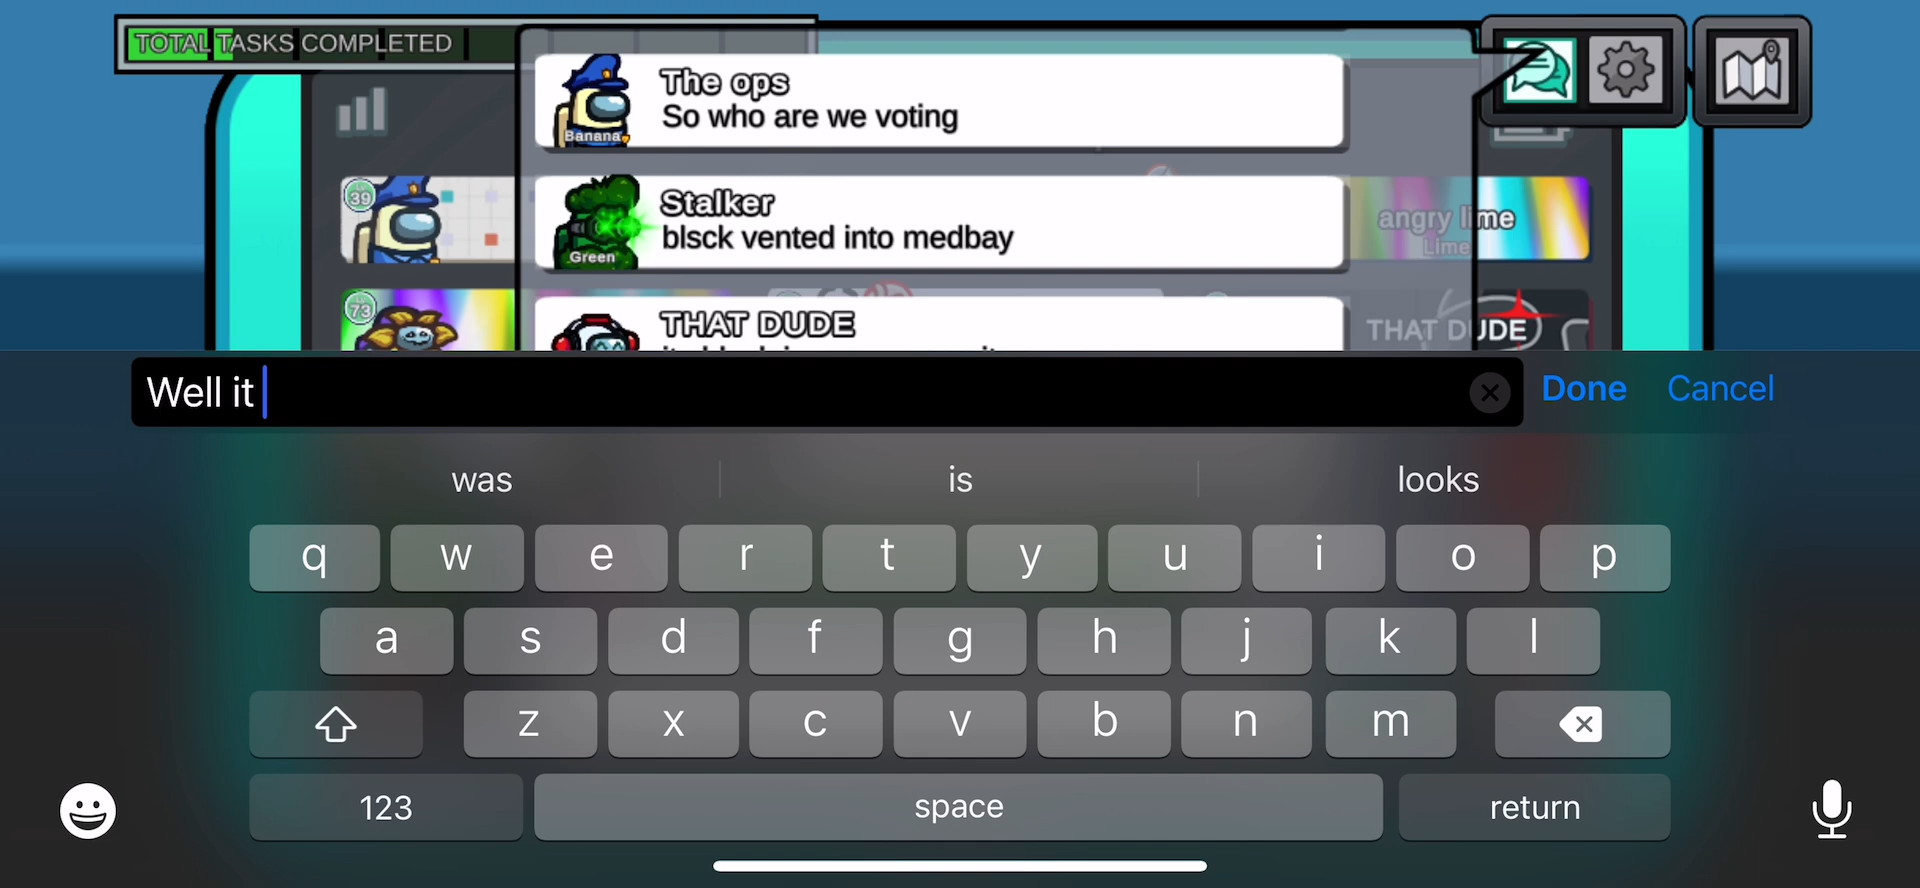 TOTAL TASKS COMPLETED
The ops
So who are we voting
Banana
Stalker
blsck vented into medbay
Green
THAT DUDE
39
73
angry lime
Lime
THAT DUDE
Well it
Done
Cancel
was
is
looks
q w e r t y u i o p
a s d f g h j k l
z x c v b n m
123
space
return